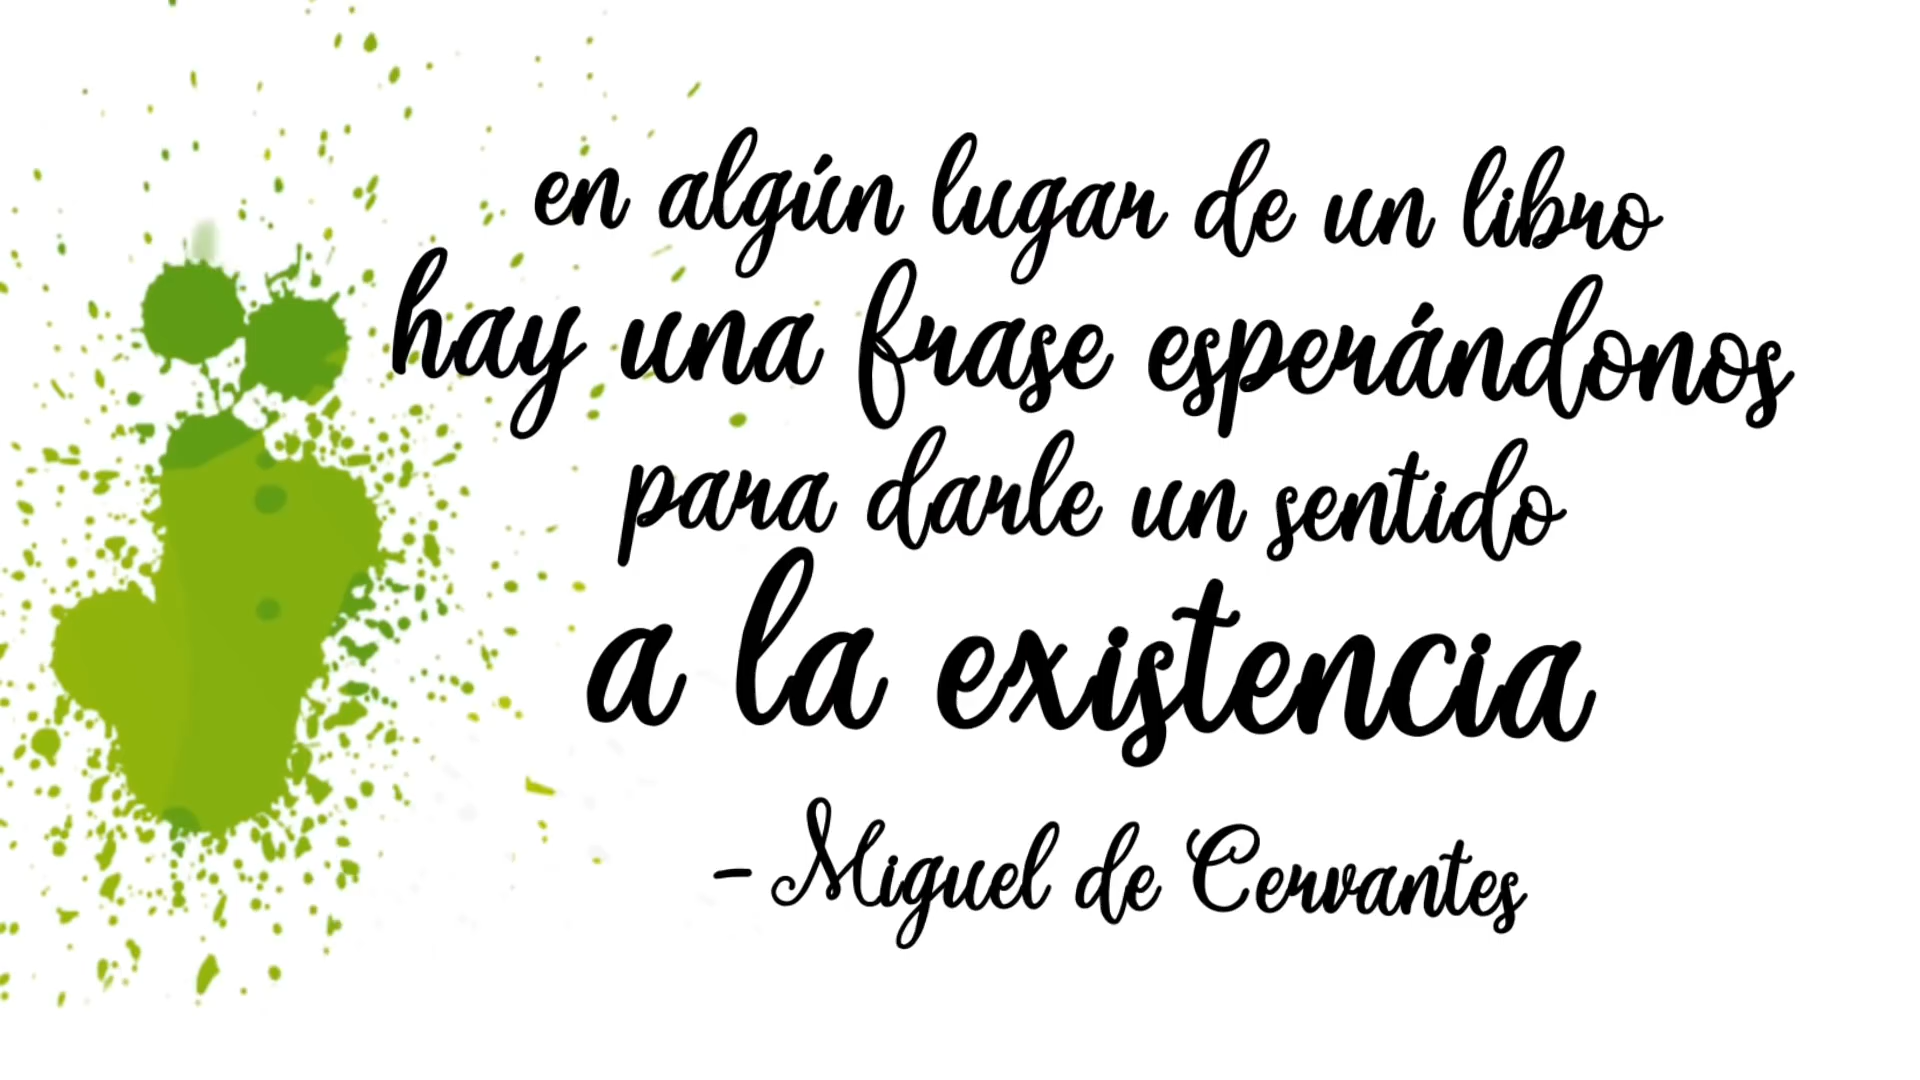 en algún lugar de un libro
hay una frase esperándonos
para darle un sentido
a la existencia
- Miguel de Cervantes